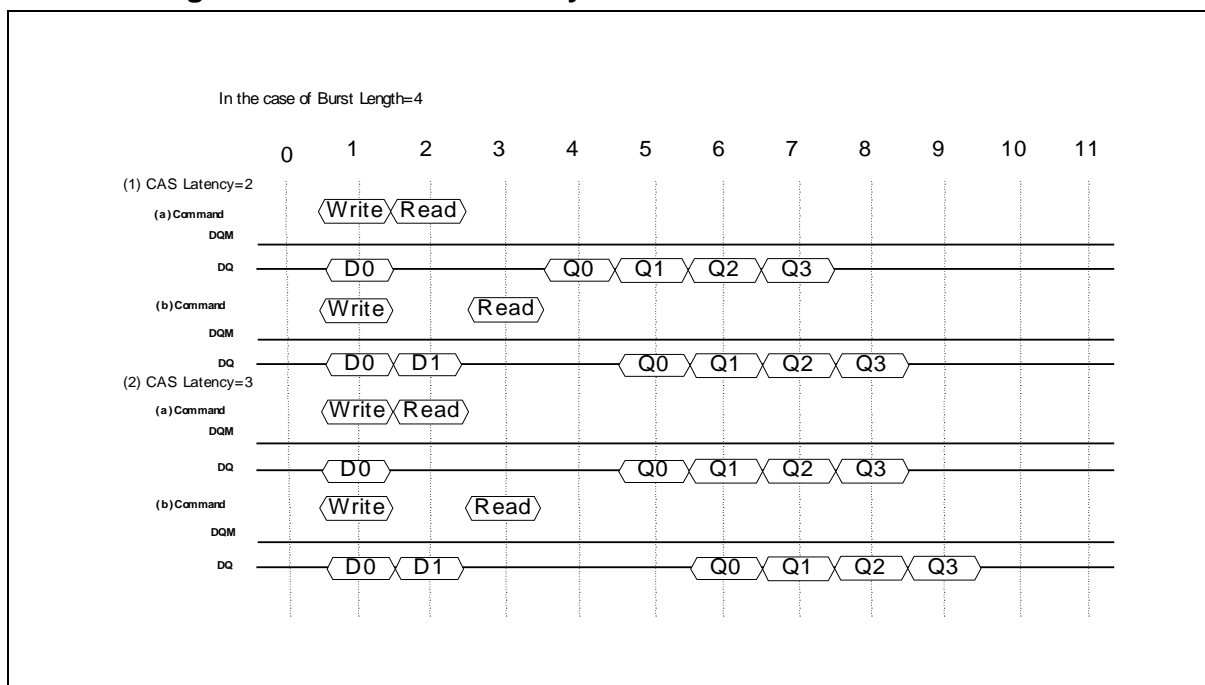 In the case of Burst Length=4
0 1 2 3 4 5 6 7 8 9 10 11
(1) CAS Latency=2
(a)Command Write Read
DQM
DQ D0 Q0 Q1 Q2 Q3
(b)Command Write Read
DQM
DQ D0 D1 Q0 Q1 Q2 Q3
(2) CAS Latency=3
(a)Command Write Read
DQM
DQ D0 Q0 Q1 Q2 Q3
(b)Command Write Read
DQM
DQ D0 D1 Q0 Q1 Q2 Q3